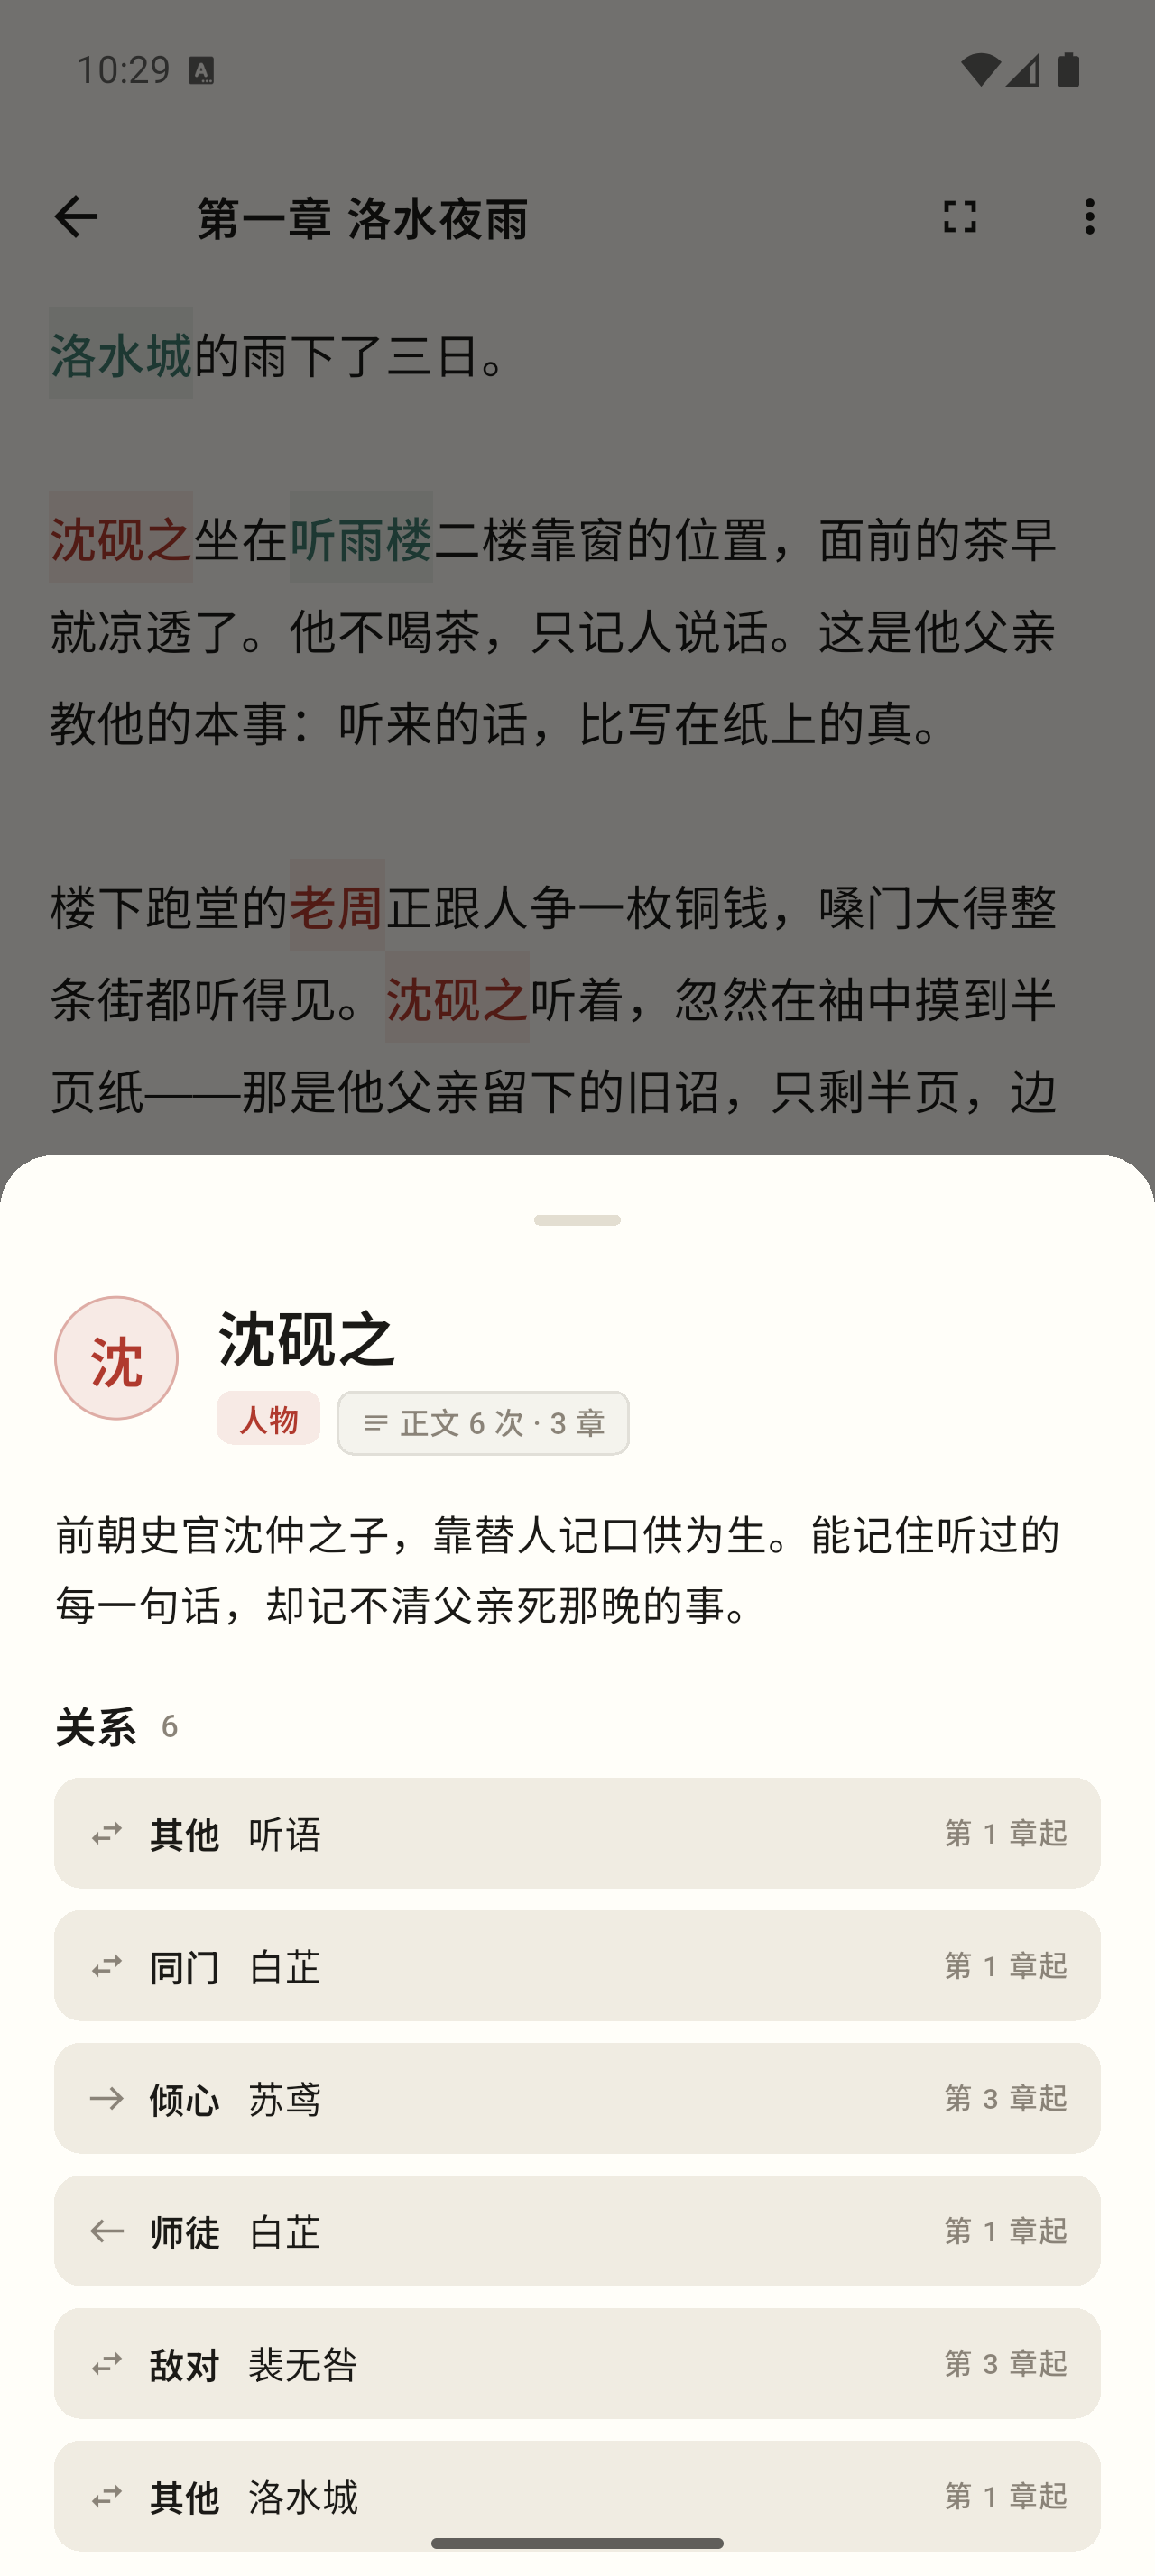 10:29 A
第一章 洛水夜雨
洛水城的雨下了三日。
沈砚之坐在听雨楼二楼靠窗的位置，面前的茶早
就凉透了。他不喝茶，只记人说话。这是他父亲
教他的本事：听来的话，比写在纸上的真。
楼下跑堂的老周正跟人争一枚铜钱，嗓门大得整
条街都听得见。沈砚之听着，忽然在袖中摸到半
页纸——那是他父亲留下的旧诏，只剩半页，边
沈
沈砚之
人物 正文 6 次 · 3 章
前朝史官沈仲之子，靠替人记口供为生。能记住听过的
每一句话，却记不清父亲死那晚的事。
关系 6
其他 听语 第 1 章起
同门 白芷 第 1 章起
倾心 苏鸢 第 3 章起
师徒 白芷 第 1 章起
敌对 裴无咎 第 3 章起
其他 洛水城 第 1 章起